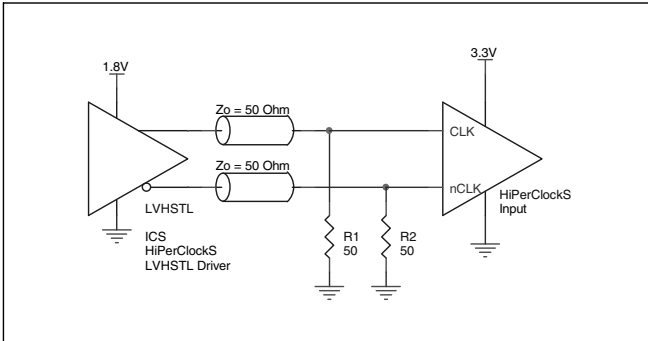 1.8V
3.3V
Zo = 50 Ohm
CLK
Zo = 50 Ohm
nCLK
HiPerClockS
Input
LVHSTL
ICS
HiPerClockS
LVHSTL Driver
R1
50
R2
50